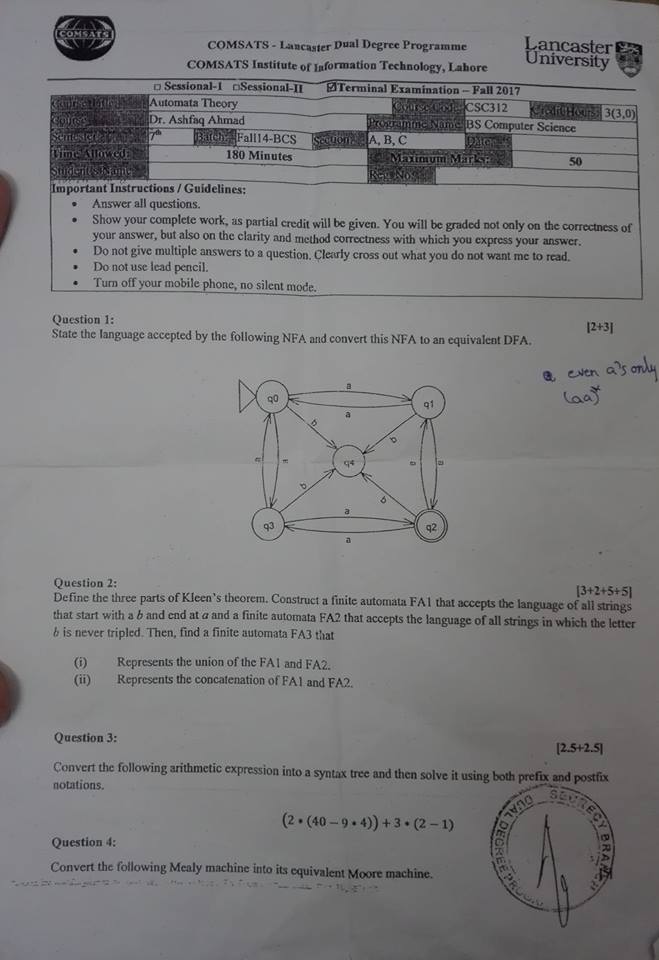 COMSATS
COMSATS - Lancaster Dual Degree Programme
COMSATS Institute of Information Technology, Lahore
Lancaster
University
□ Sessional-I □Sessional-II ☑Terminal Examination – Fall 2017
Course Title: Automata Theory Course Code: CSC312 Credit Hours: 3(3,0)
Course Dr. Ashfaq Ahmad Programme Name: BS Computer Science
Semester: 7th Batch: Fall14-BCS Section: A, B, C Date:
Time Allowed: 180 Minutes Maximum Marks: 50
Student's Name: Reg. No.
Important Instructions / Guidelines:
• Answer all questions.
• Show your complete work, as partial credit will be given. You will be graded not only on the correctness of
your answer, but also on the clarity and method correctness with which you express your answer.
• Do not give multiple answers to a question. Clearly cross out what you do not want me to read.
• Do not use lead pencil.
• Turn off your mobile phone, no silent mode.
Question 1: [2+3]
State the language accepted by the following NFA and convert this NFA to an equivalent DFA.
even a's only
(aa)*
q0 a q1
a
b b
q4
a a a a
b b
q3 a q2
a
Question 2: [3+2+5+5]
Define the three parts of Kleen's theorem. Construct a finite automata FA1 that accepts the language of all strings
that start with a b and end at a and a finite automata FA2 that accepts the language of all strings in which the letter
b is never tripled. Then, find a finite automata FA3 that
(i) Represents the union of the FA1 and FA2.
(ii) Represents the concatenation of FA1 and FA2.
Question 3: [2.5+2.5]
Convert the following arithmetic expression into a syntax tree and then solve it using both prefix and postfix
notations.
(2 * (40 – 9 * 4)) + 3 * (2 – 1)
Question 4:
Convert the following Mealy machine into its equivalent Moore machine.
SECRECY BRANCH
DUAL DEGREE PROGR